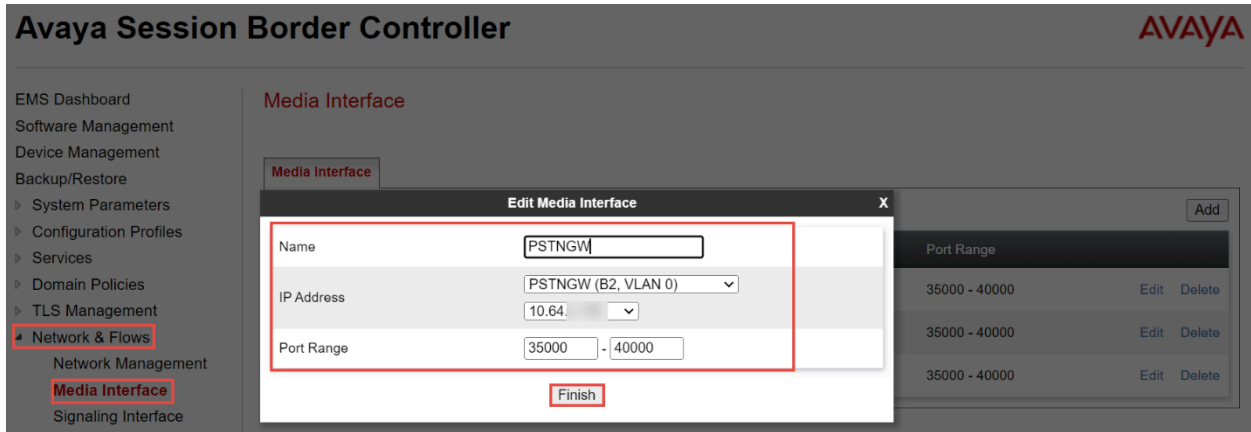 Avaya Session Border Controller
AVAYA
EMS Dashboard
Software Management
Device Management
Backup/Restore
System Parameters
Configuration Profiles
Services
Domain Policies
TLS Management
Network & Flows
Network Management
Media Interface
Signaling Interface
Media Interface
Media Interface
Add
Port Range
35000 - 40000 Edit Delete
35000 - 40000 Edit Delete
35000 - 40000 Edit Delete
Edit Media Interface X
Name PSTNGW
IP Address PSTNGW (B2, VLAN 0)
10.64.
Port Range 35000 - 40000
Finish